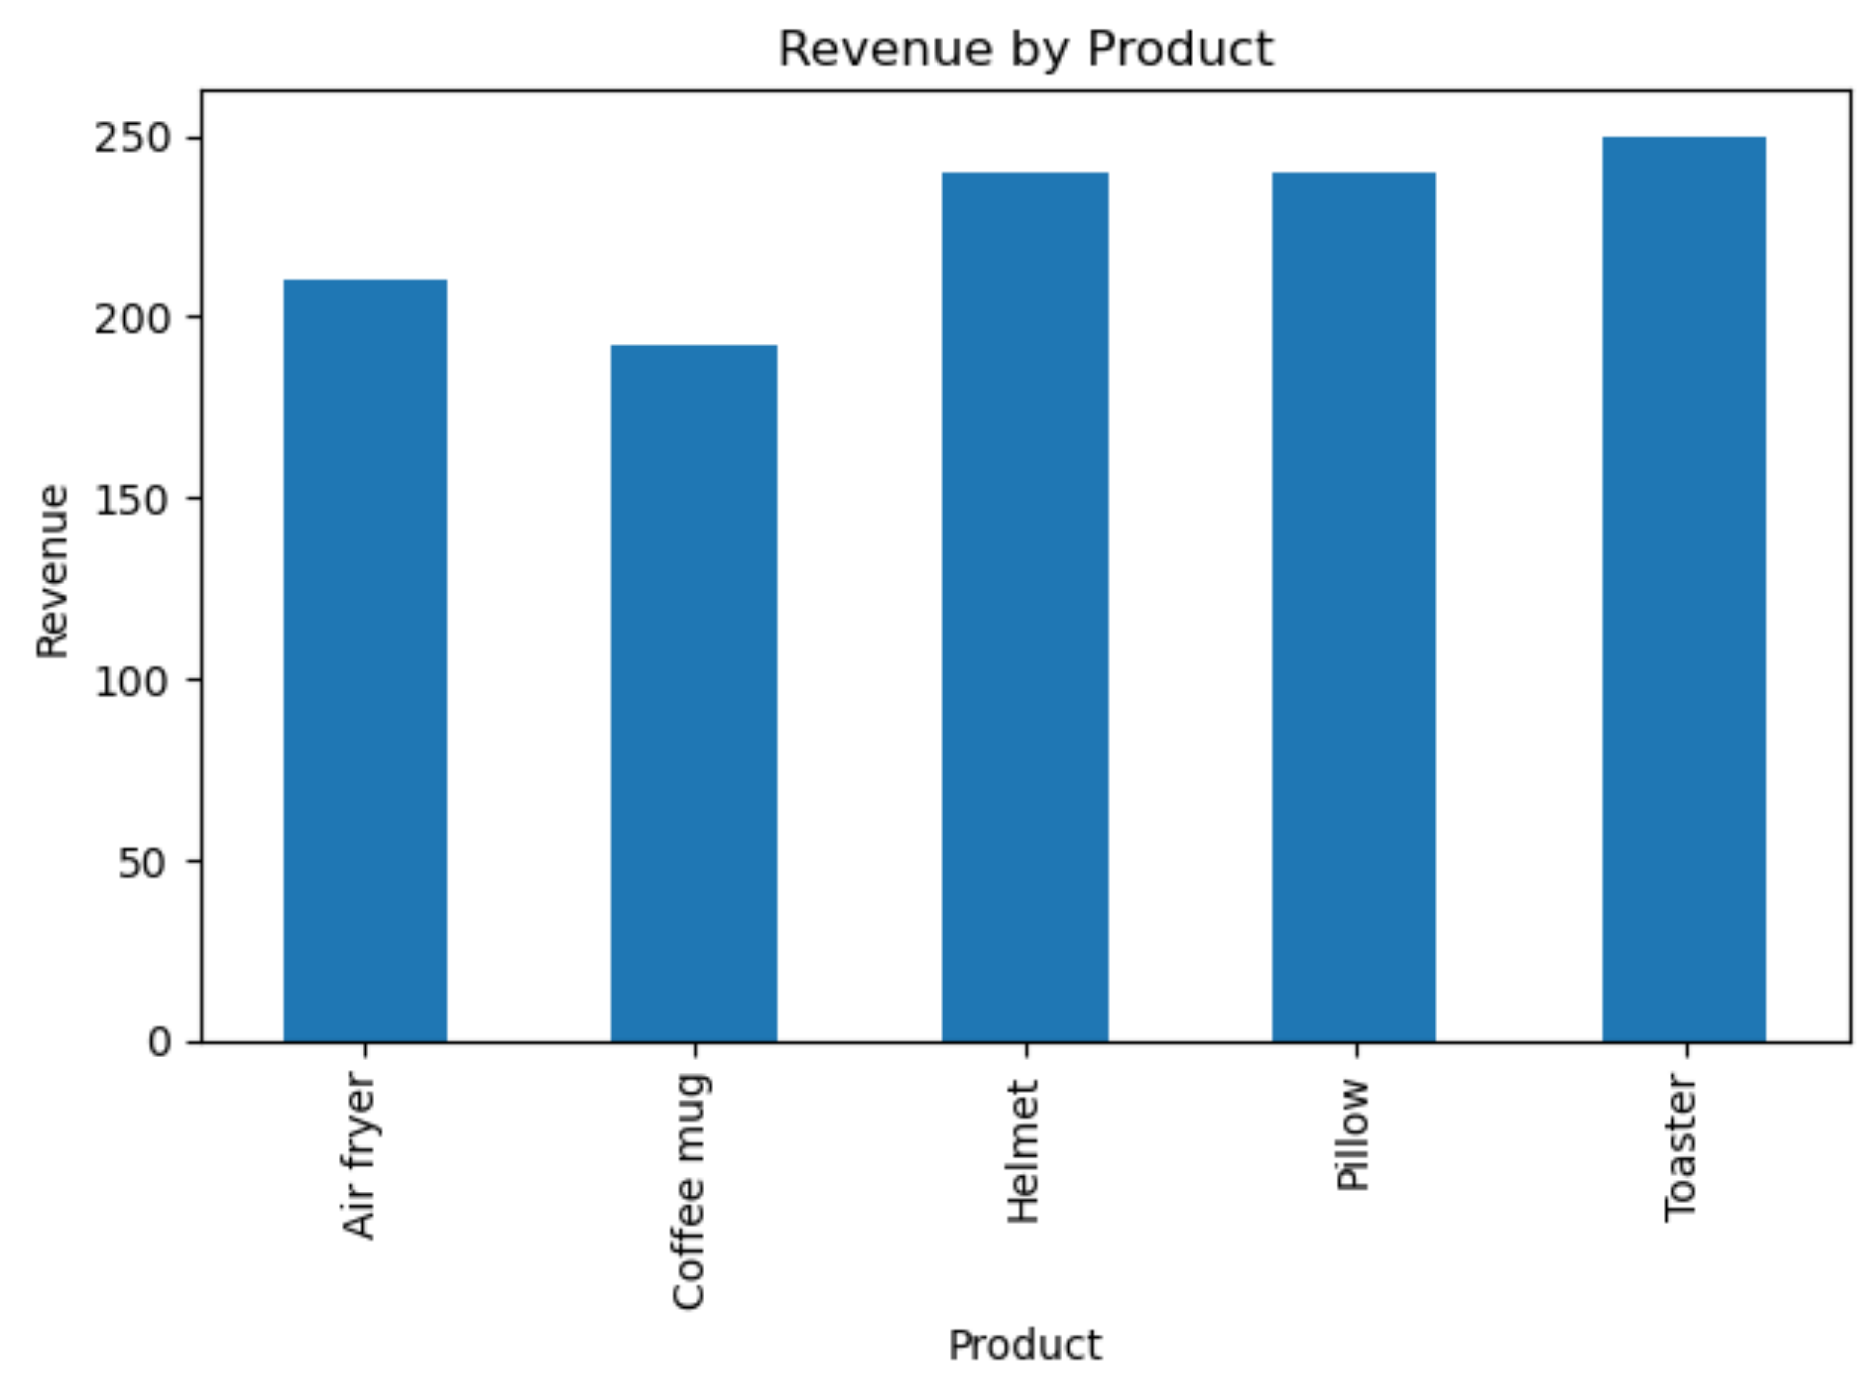 Revenue by Product
Revenue
250
200
150
100
50
0
Air fryer
Coffee mug
Helmet
Pillow
Toaster
Product